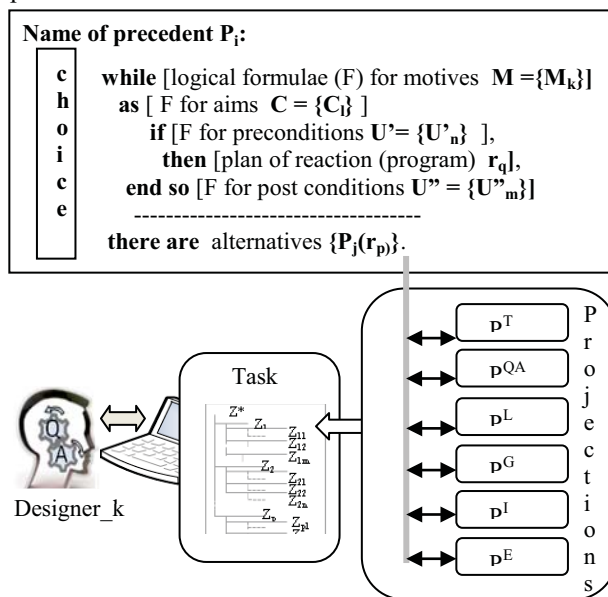 Name of precedent Pi:
choice
while [logical formulae (F) for motives M ={Mk}]
as [ F for aims C = {Cl} ]
if [F for preconditions U'= {U'n} ],
then [plan of reaction (program) rq],
end so [F for post conditions U" = {U"m}]
------------------------------------
there are alternatives {Pj(rp)}.
Task
Z*
Z1
Z11
Z12
Z1m
Z2
Z21
Z22
Z2n
Zp
Zp1
Q
A
Designer_k
PT
PQA
PL
PG
PI
PE
Projections